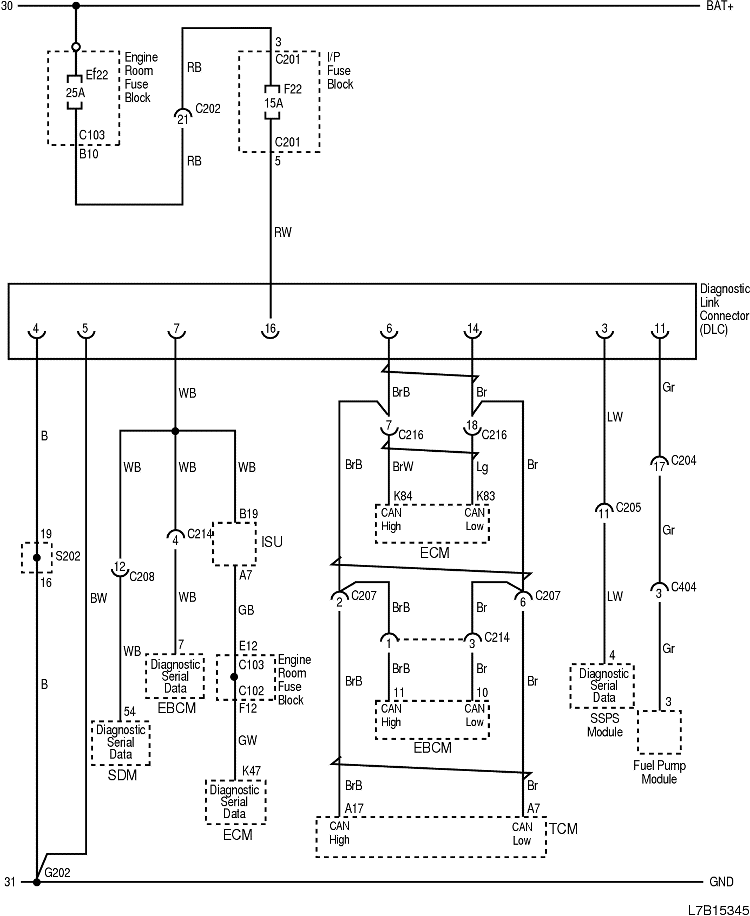 30
BAT+
Ef22
25A
C103
B10
Engine
Room
Fuse
Block
RB
21
C202
RB
3
C201
F22
15A
C201
5
I/P
Fuse
Block
RW
4
5
7
16
6
14
3
11
Diagnostic
Link
Connector
(DLC)
WB
BrB
Br
Gr
B
LW
7
C216
18
C216
WB
WB
WB
BrB
BrW
Lg
Br
17
C204
K84
K83
CAN
High
CAN
Low
ECM
B19
ISU
A7
4
C214
11
C205
Gr
19
S202
16
12
C208
BW
WB
GB
LW
2
C207
6
C207
3
C404
BrB
Br
1
3
C214
WB
7
Diagnostic
Serial
Data
EBCM
E12
C103
C102
F12
Engine
Room
Fuse
Block
B
BrB
BrB
Br
Br
11
10
CAN
High
CAN
Low
EBCM
4
Diagnostic
Serial
Data
SSPS
Module
Gr
3
Fuel Pump
Module
54
Diagnostic
Serial
Data
SDM
GW
K47
Diagnostic
Serial
Data
ECM
BrB
Br
A17
A7
CAN
High
CAN
Low
TCM
G202
31
GND
L7B15345